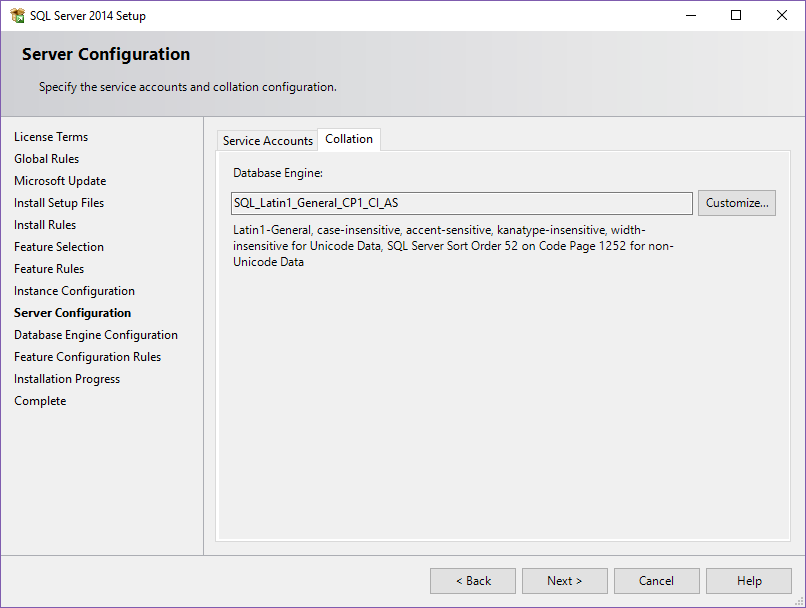 SQL Server 2014 Setup
Server Configuration
Specify the service accounts and collation configuration.
License Terms
Global Rules
Microsoft Update
Install Setup Files
Install Rules
Feature Selection
Feature Rules
Instance Configuration
Server Configuration
Database Engine Configuration
Feature Configuration Rules
Installation Progress
Complete
Service Accounts
Collation
Database Engine:
SQL_Latin1_General_CP1_CI_AS
Customize...
Latin1-General, case-insensitive, accent-sensitive, kanatype-insensitive, width-
insensitive for Unicode Data, SQL Server Sort Order 52 on Code Page 1252 for non-
Unicode Data
< Back
Next >
Cancel
Help